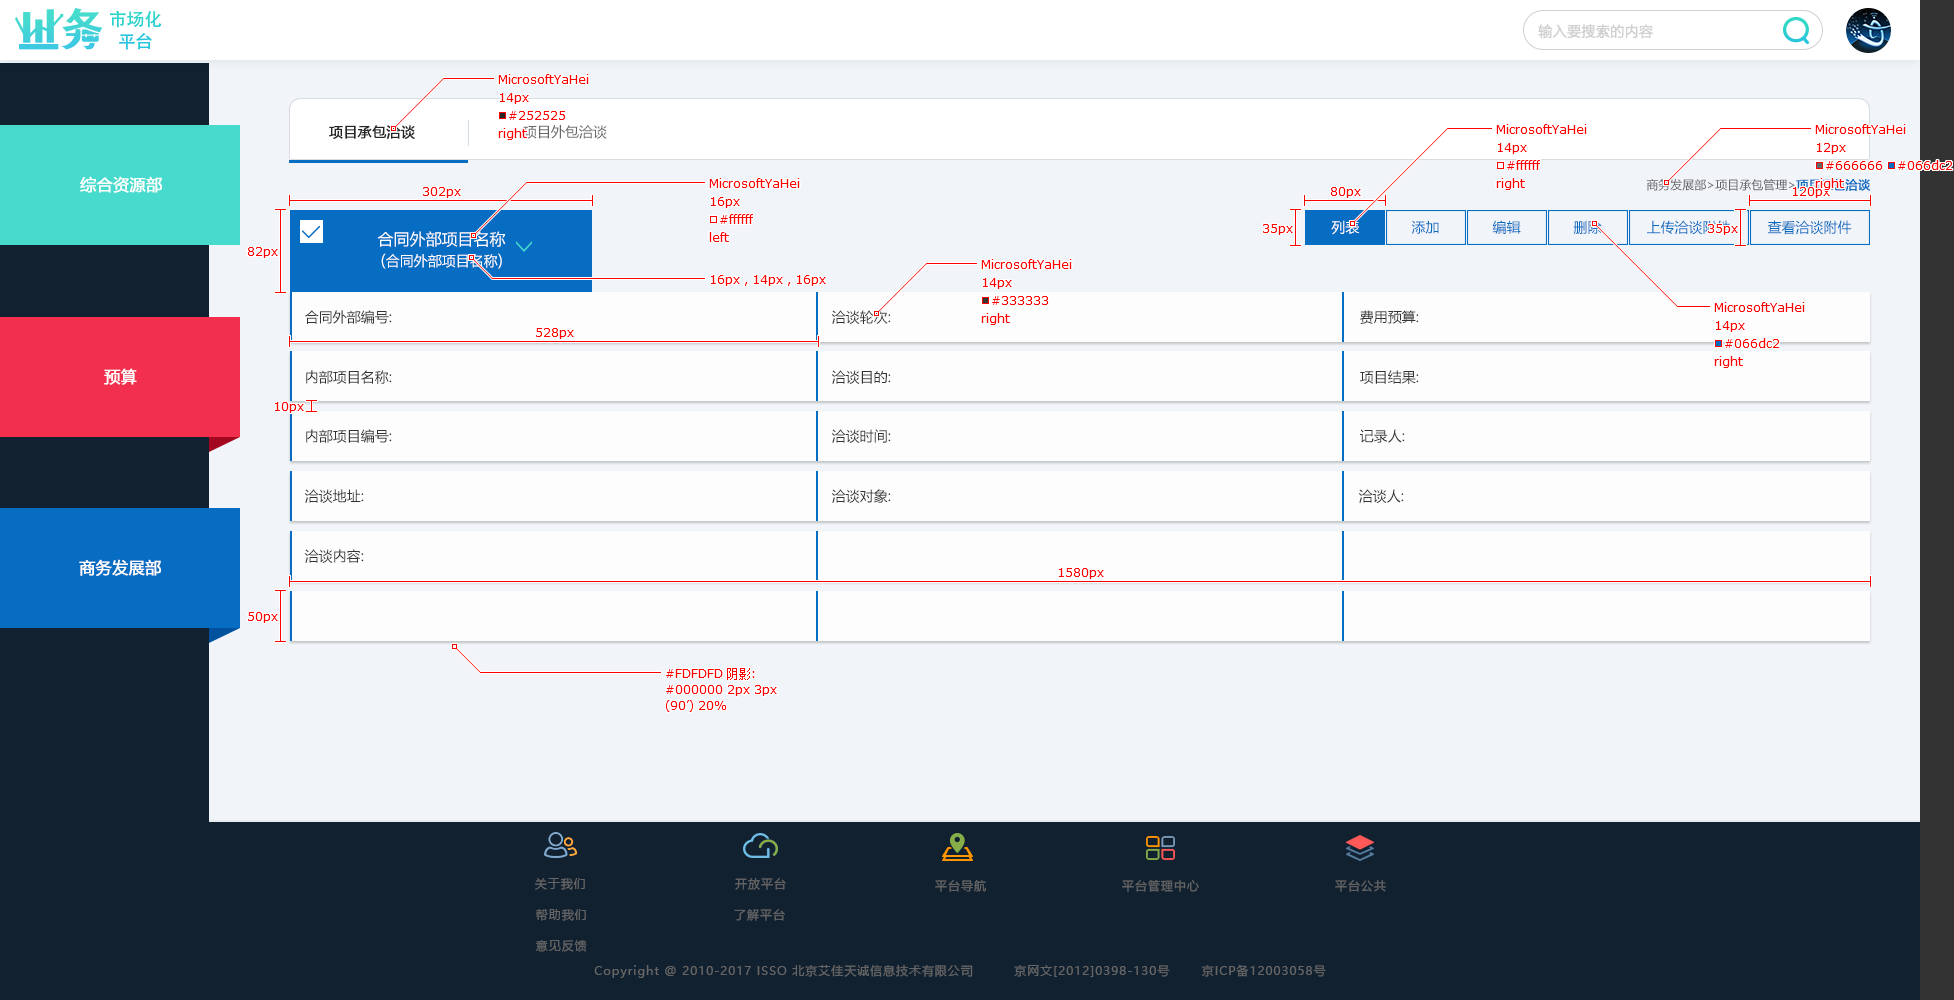 业务 市场化
平台
输入要搜索的内容
MicrosoftYaHei
14px
#252525
right
项目承包洽谈
项目外包洽谈
MicrosoftYaHei
14px
#ffffff
right
MicrosoftYaHei
12px
#666666 #066dc2
right
商务发展部>项目承包管理>项目承包洽谈
综合资源部
预算
商务发展部
302px
82px
MicrosoftYaHei
16px
#ffffff
left
合同外部项目名称
(合同外部项目名称)
16px , 14px , 16px
80px
35px
120px
35px
列表
添加
编辑
删除
上传洽谈附件
查看洽谈附件
MicrosoftYaHei
14px
#333333
right
MicrosoftYaHei
14px
#066dc2
right
合同外部编号:
洽谈轮次:
费用预算:
528px
内部项目名称:
洽谈目的:
项目结果:
10px
内部项目编号:
洽谈时间:
记录人:
洽谈地址:
洽谈对象:
洽谈人:
洽谈内容:
1580px
50px
#FDFDFD 阴影:
#000000 2px 3px
(90′) 20%
关于我们
帮助我们
意见反馈
开放平台
了解平台
平台导航
平台管理中心
平台公共
Copyright @ 2010-2017 ISSO 北京艾佳天诚信息技术有限公司 京网文[2012]0398-130号 京ICP备12003058号